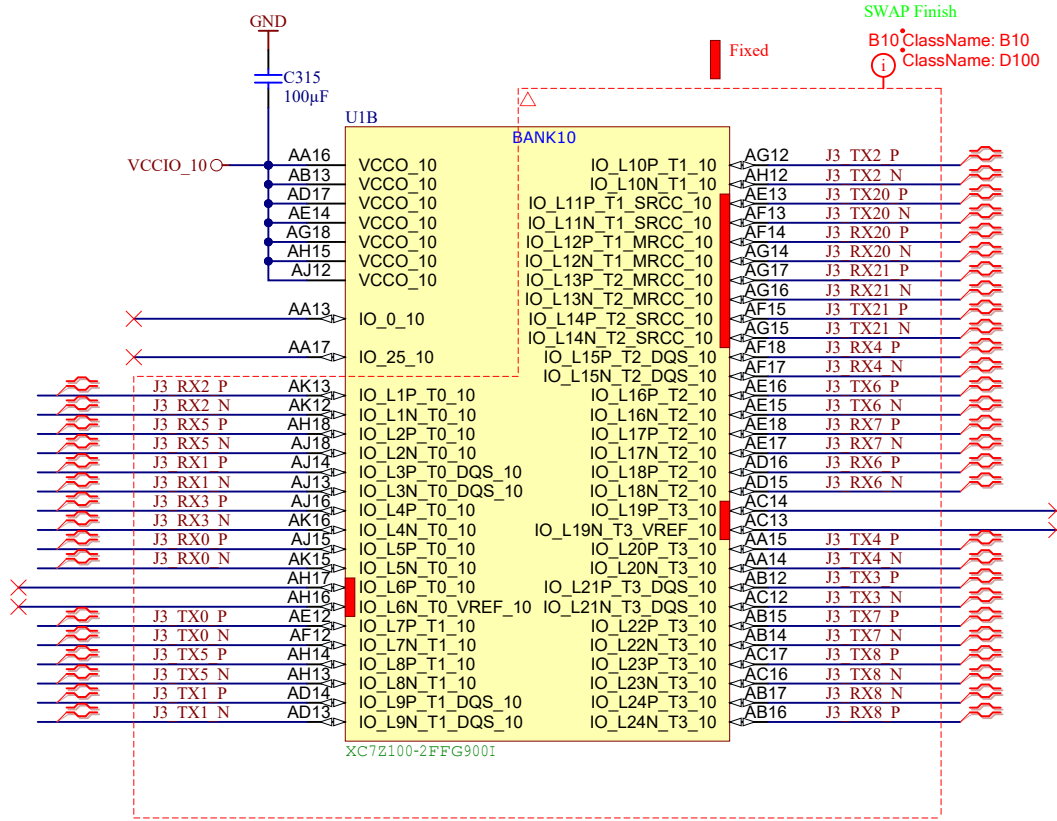 SWAP Finish
GND
Fixed
B10 ClassName: B10
i ClassName: D100
C315
100µF
U1B
BANK10
VCCIO_10
AA16 VCCO_10
AB13 VCCO_10
AD17 VCCO_10
AE14 VCCO_10
AG18 VCCO_10
AH15 VCCO_10
AJ12 VCCO_10
AA13 IO_0_10
AA17 IO_25_10
J3_RX2_P AK13 IO_L1P_T0_10
J3_RX2_N AK12 IO_L1N_T0_10
J3_RX5_P AH18 IO_L2P_T0_10
J3_RX5_N AJ18 IO_L2N_T0_10
J3_RX1_P AJ14 IO_L3P_T0_DQS_10
J3_RX1_N AJ13 IO_L3N_T0_DQS_10
J3_RX3_P AJ16 IO_L4P_T0_10
J3_RX3_N AK16 IO_L4N_T0_10
J3_RX0_P AJ15 IO_L5P_T0_10
J3_RX0_N AK15 IO_L5N_T0_10
AH17 IO_L6P_T0_10
AH16 IO_L6N_T0_VREF_10
J3_TX0_P AE12 IO_L7P_T1_10
J3_TX0_N AF12 IO_L7N_T1_10
J3_TX5_P AH14 IO_L8P_T1_10
J3_TX5_N AH13 IO_L8N_T1_10
J3_TX1_P AD14 IO_L9P_T1_DQS_10
J3_TX1_N AD13 IO_L9N_T1_DQS_10
IO_L10P_T1_10 AG12 J3_TX2_P
IO_L10N_T1_10 AH12 J3_TX2_N
IO_L11P_T1_SRCC_10 AE13 J3_TX20_P
IO_L11N_T1_SRCC_10 AF13 J3_TX20_N
IO_L12P_T1_MRCC_10 AF14 J3_RX20_P
IO_L12N_T1_MRCC_10 AG14 J3_RX20_N
IO_L13P_T2_MRCC_10 AG17 J3_RX21_P
IO_L13N_T2_MRCC_10 AG16 J3_RX21_N
IO_L14P_T2_SRCC_10 AF15 J3_TX21_P
IO_L14N_T2_SRCC_10 AG15 J3_TX21_N
IO_L15P_T2_DQS_10 AF18 J3_RX4_P
IO_L15N_T2_DQS_10 AF17 J3_RX4_N
IO_L16P_T2_10 AE16 J3_TX6_P
IO_L16N_T2_10 AE15 J3_TX6_N
IO_L17P_T2_10 AE18 J3_RX7_P
IO_L17N_T2_10 AE17 J3_RX7_N
IO_L18P_T2_10 AD16 J3_RX6_P
IO_L18N_T2_10 AD15 J3_RX6_N
IO_L19P_T3_10 AC14
IO_L19N_T3_VREF_10 AC13
IO_L20P_T3_10 AA15 J3_TX4_P
IO_L20N_T3_10 AA14 J3_TX4_N
IO_L21P_T3_DQS_10 AB12 J3_TX3_P
IO_L21N_T3_DQS_10 AC12 J3_TX3_N
IO_L22P_T3_10 AB15 J3_TX7_P
IO_L22N_T3_10 AB14 J3_TX7_N
IO_L23P_T3_10 AC17 J3_TX8_P
IO_L23N_T3_10 AC16 J3_TX8_N
IO_L24P_T3_10 AB17 J3_RX8_N
IO_L24N_T3_10 AB16 J3_RX8_P
XC7Z100-2FFG900I